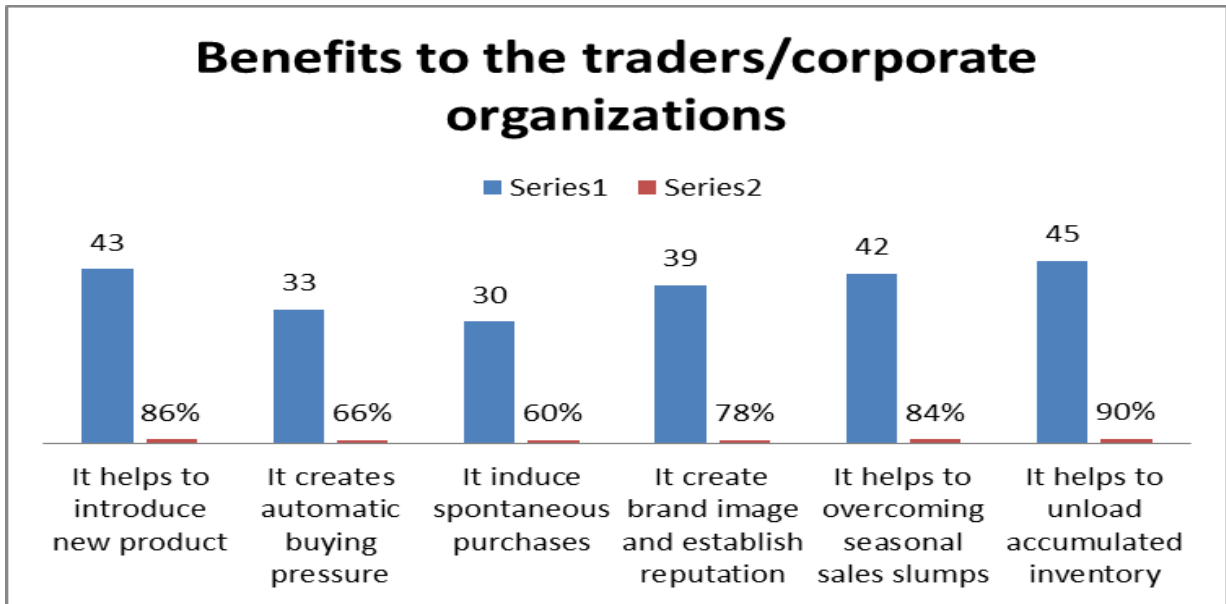 Benefits to the traders/corporate
organizations
Series1 Series2
43 33 30 39 42 45
86% 66% 60% 78% 84% 90%
It helps to
introduce
new product
It creates
automatic
buying
pressure
It induce
spontaneous
purchases
It create
brand image
and establish
reputation
It helps to
overcoming
seasonal
sales slumps
It helps to
unload
accumulated
inventory